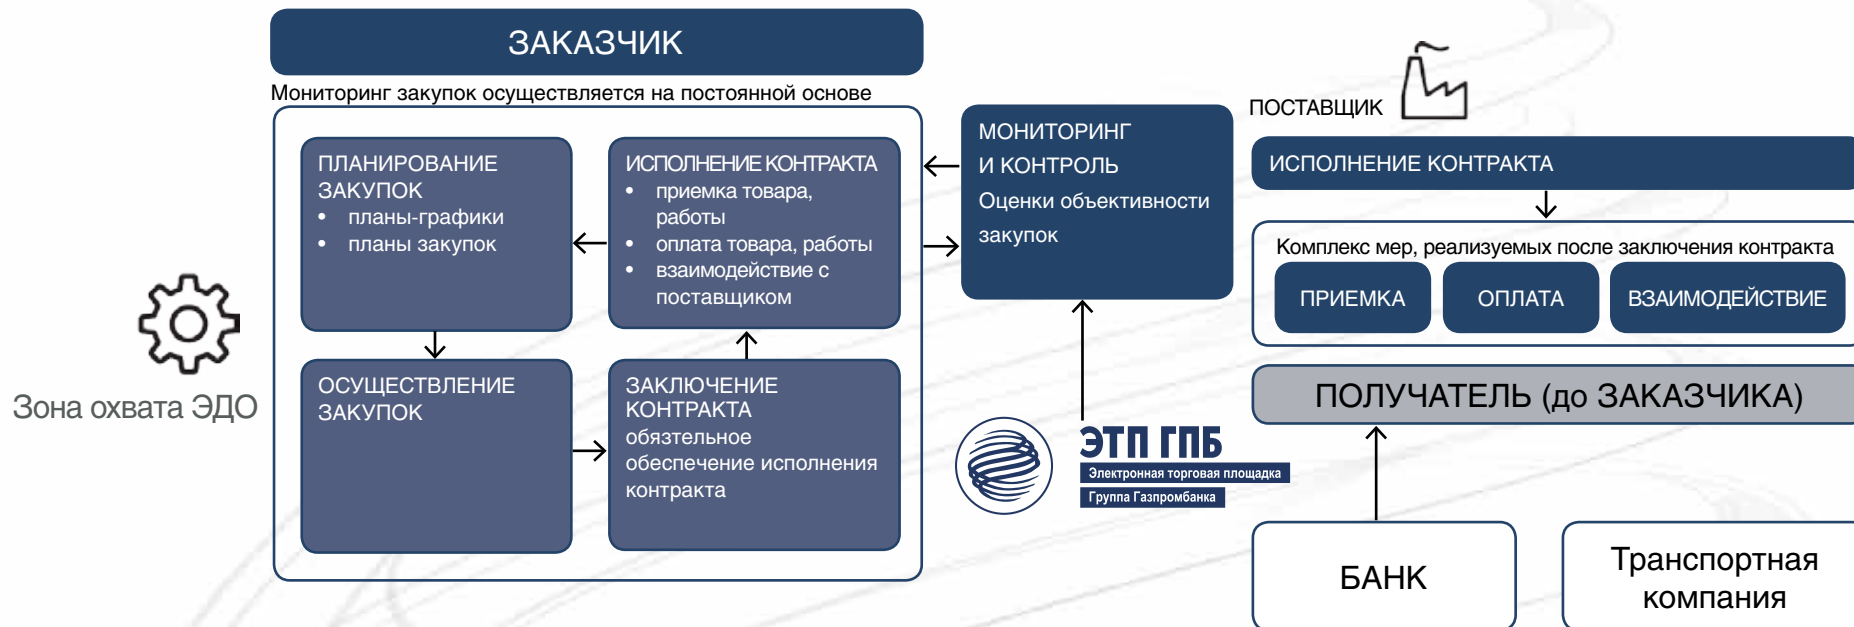 ЗАКАЗЧИК
Мониторинг закупок осуществляется на постоянной основе
ПЛАНИРОВАНИЕ
ЗАКУПОК
• планы-графики
• планы закупок
ИСПОЛНЕНИЕ КОНТРАКТА
• приемка товара,
работы
• оплата товара, работы
• взаимодействие с
поставщиком
ОСУЩЕСТВЛЕНИЕ
ЗАКУПОК
ЗАКЛЮЧЕНИЕ
КОНТРАКТА
обязтельное
обеспечение исполнения
контракта
Зона охвата ЭДО
МОНИТОРИНГ
И КОНТРОЛЬ
Оценки объективности
закупок
ЭТП ГПБ
Электронная торговая площадка
Группа Газпромбанка
ПОСТАВЩИК
ИСПОЛНЕНИЕ КОНТРАКТА
Комплекс мер, реализуемых после заключения контракта
ПРИЕМКА
ОПЛАТА
ВЗАИМОДЕЙСТВИЕ
ПОЛУЧАТЕЛЬ (до ЗАКАЗЧИКА)
БАНК
Транспортная
компания